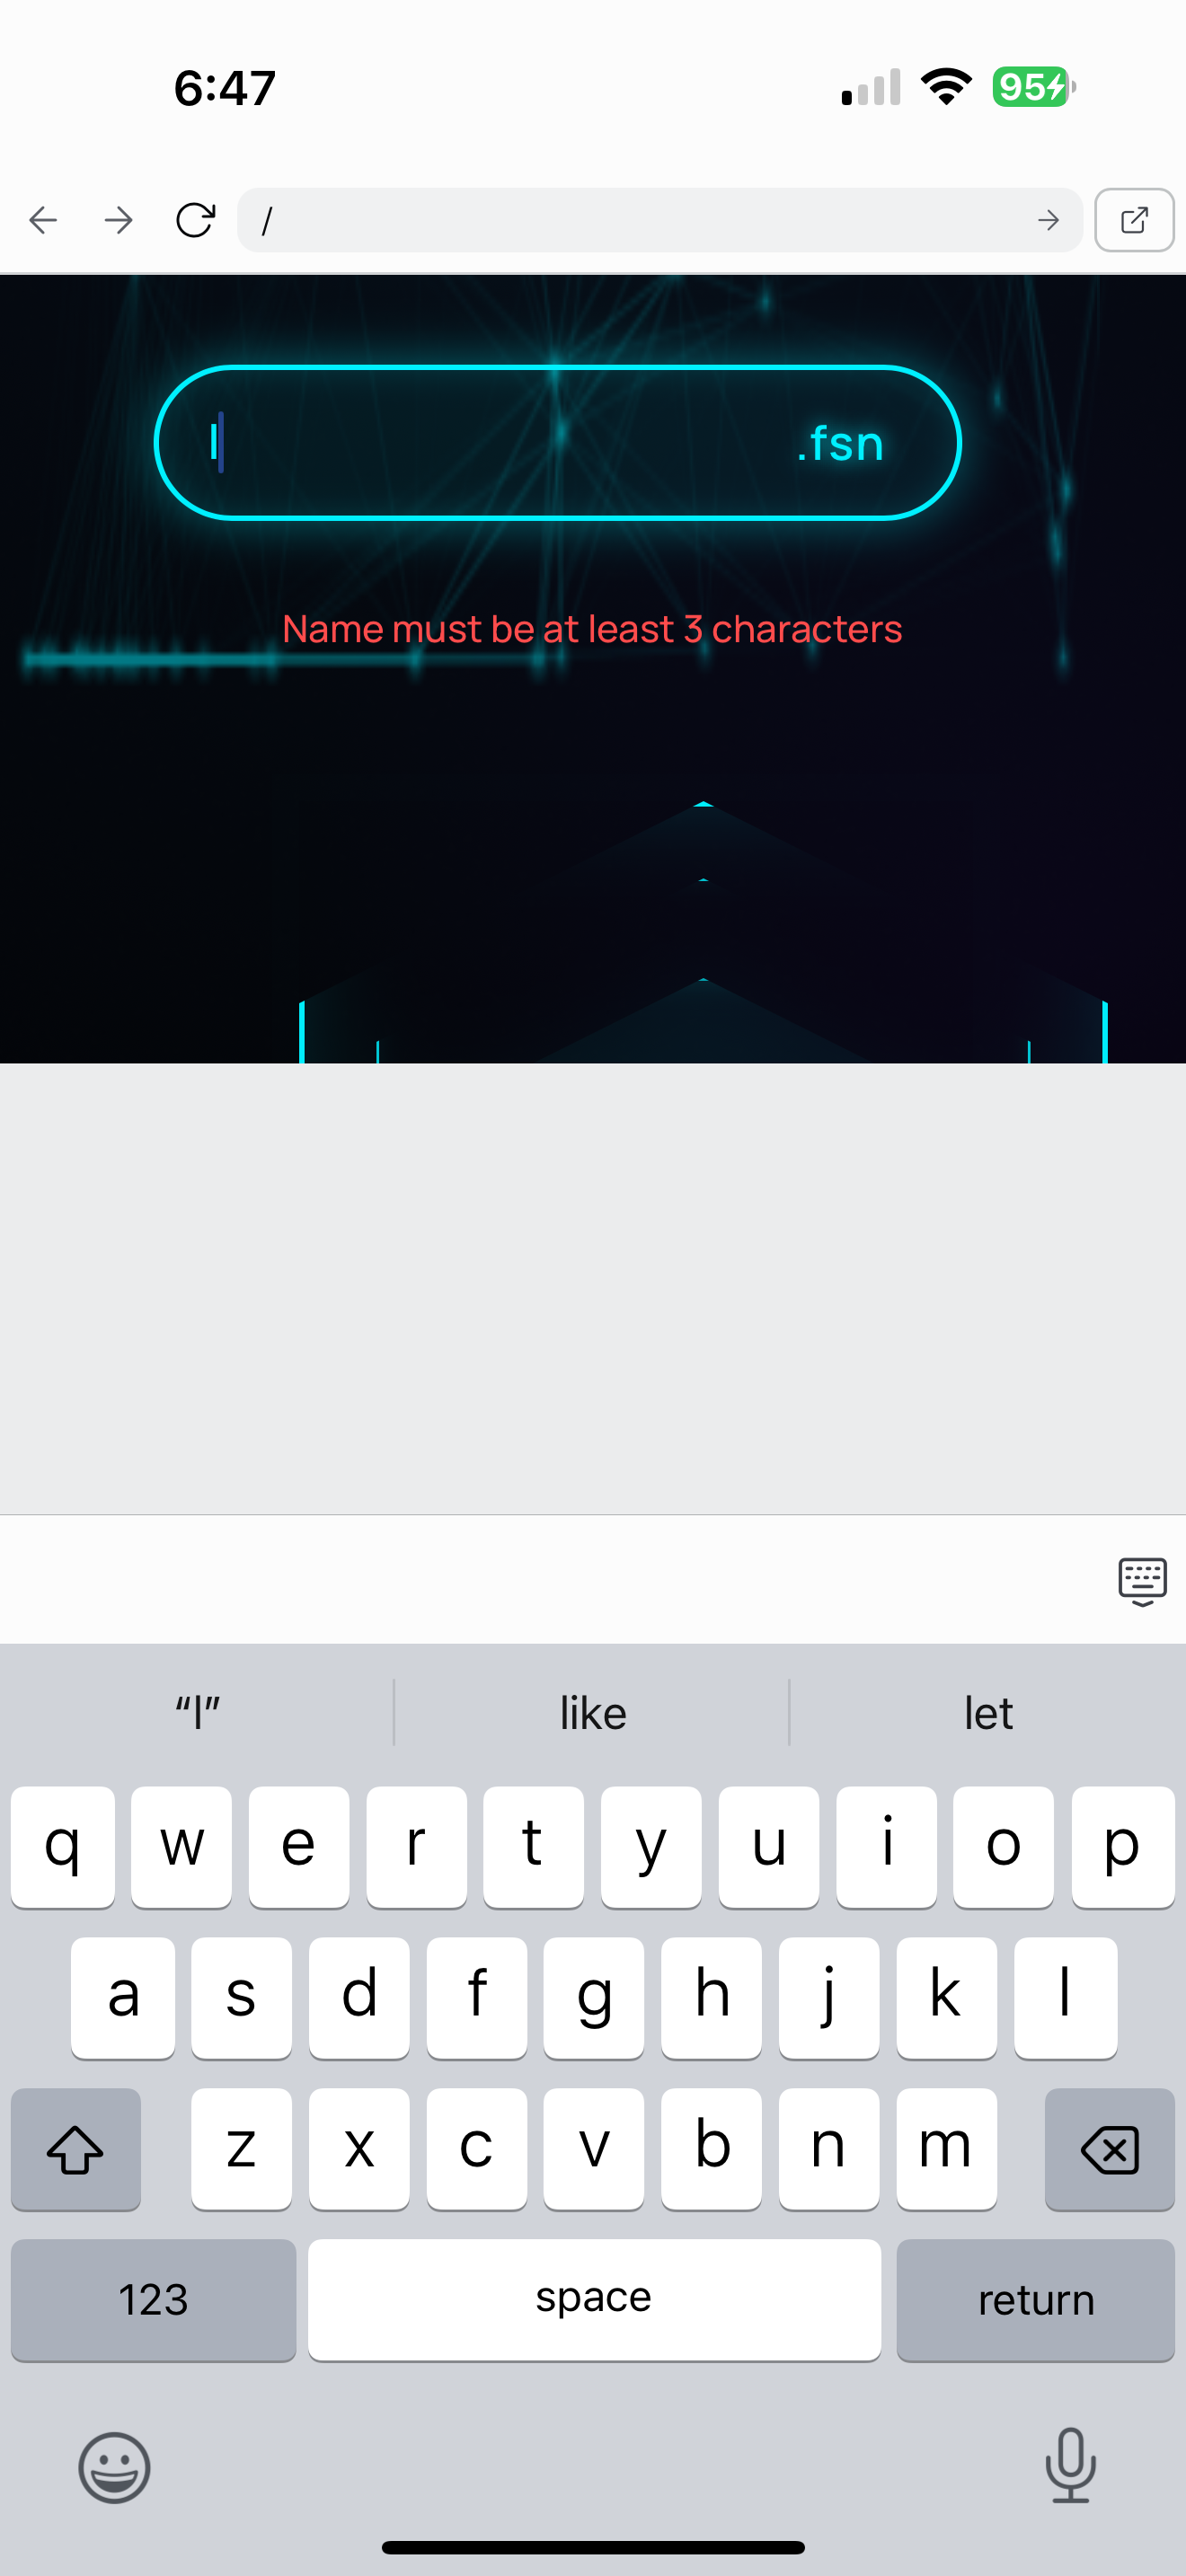 6:47
95
/
l
.fsn
Name must be at least 3 characters
“l” like let
q w e r t y u i o p
a s d f g h j k l
z x c v b n m
123 space return